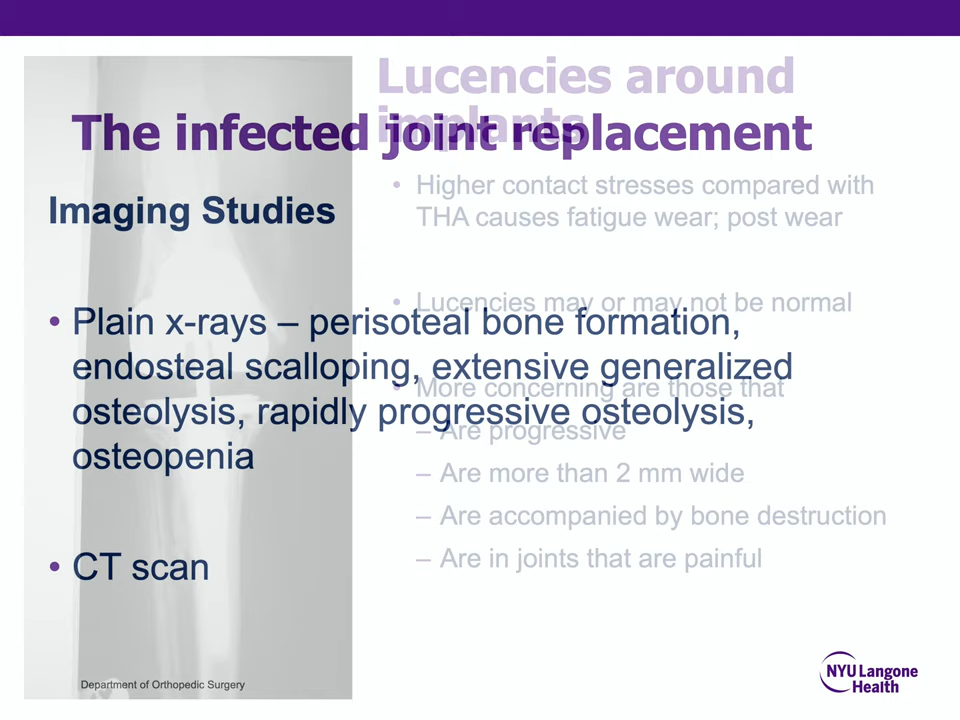 The infected joint replacement
Imaging Studies
• Plain x-rays – perisoteal bone formation,
endosteal scalloping, extensive generalized
osteolysis, rapidly progressive osteolysis,
osteopenia
• CT scan
Lucencies around
implants
• Higher contact stresses compared with
THA causes fatigue wear; post wear
• Lucencies may or may not be normal
• More concerning are those that
– Are progressive
– Are more than 2 mm wide
– Are accompanied by bone destruction
– Are in joints that are painful
Department of Orthopedic Surgery
NYU Langone
Health